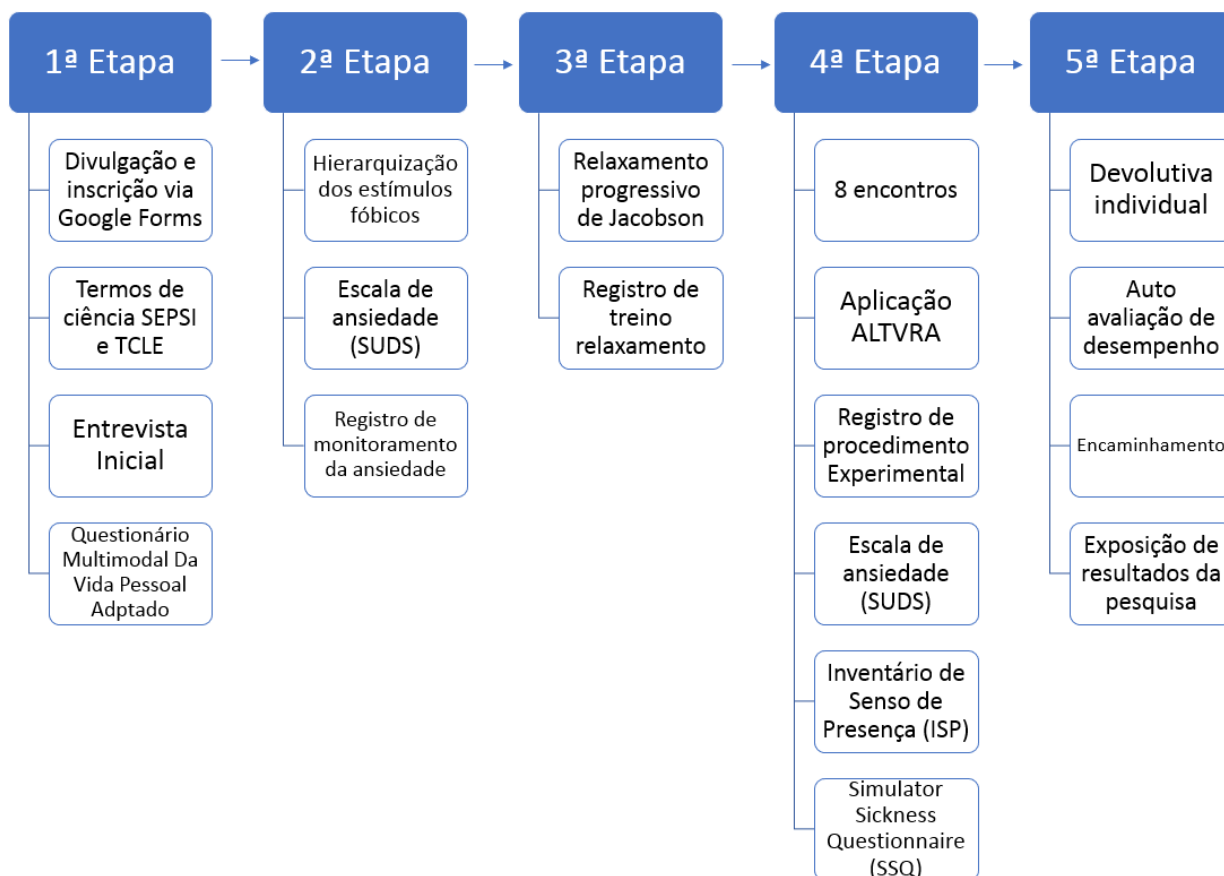 1ª Etapa
Divulgação e
inscrição via
Google Forms
Termos de
ciência SEPSI
e TCLE
Entrevista
Inicial
Questionário
Multimodal Da
Vida Pessoal
Adptado
2ª Etapa
Hierarquização
dos estímulos
fóbicos
Escala de
ansiedade
(SUDS)
Registro de
monitoramento
da ansiedade
3ª Etapa
Relaxamento
progressivo
de Jacobson
Registro de
treino
relaxamento
4ª Etapa
8 encontros
Aplicação
ALTVRA
Registro de
procedimento
Experimental
Escala de
ansiedade
(SUDS)
Inventário de
Senso de
Presença (ISP)
Simulator
Sickness
Questionnaire
(SSQ)
5ª Etapa
Devolutiva
individual
Auto
avaliação de
desempenho
Encaminhamento
Exposição de
resultados da
pesquisa